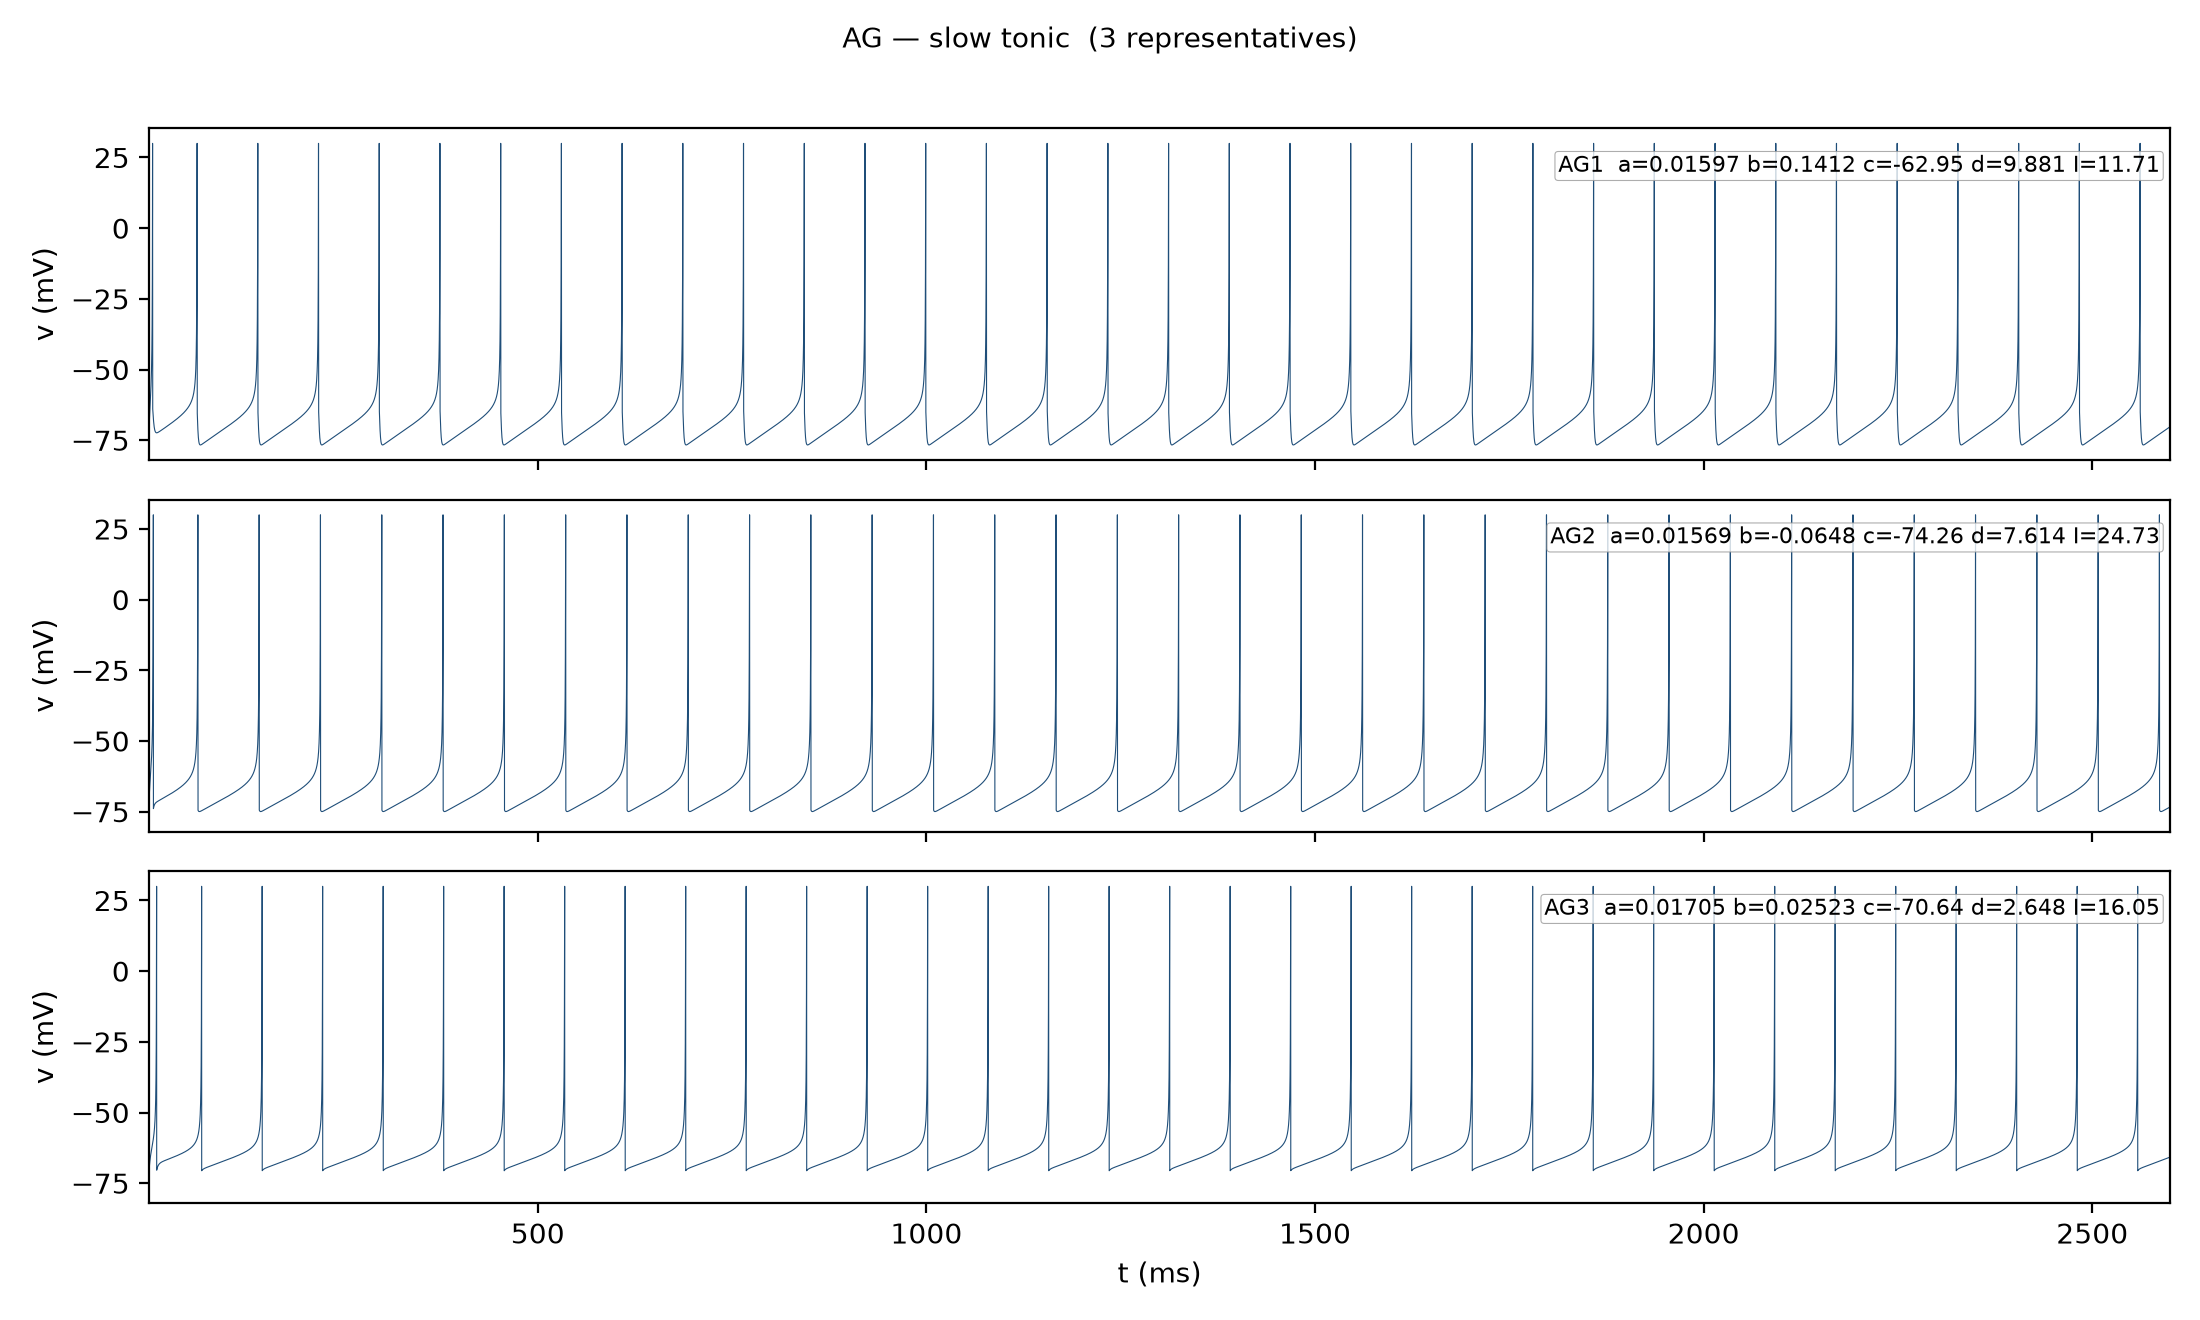 AG — slow tonic (3 representatives)
25
0
−25
−50
−75
v (mV)
AG1 a=0.01597 b=0.1412 c=-62.95 d=9.881 I=11.71
25
0
−25
−50
−75
v (mV)
AG2 a=0.01569 b=-0.0648 c=-74.26 d=7.614 I=24.73
25
0
−25
−50
−75
v (mV)
AG3 a=0.01705 b=0.02523 c=-70.64 d=2.648 I=16.05
500 1000 1500 2000 2500
t (ms)